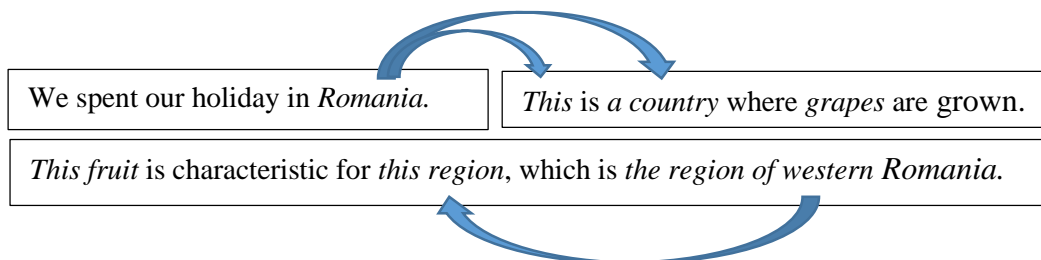 We spent our holiday in Romania.
This is a country where grapes are grown.
This fruit is characteristic for this region, which is the region of western Romania.